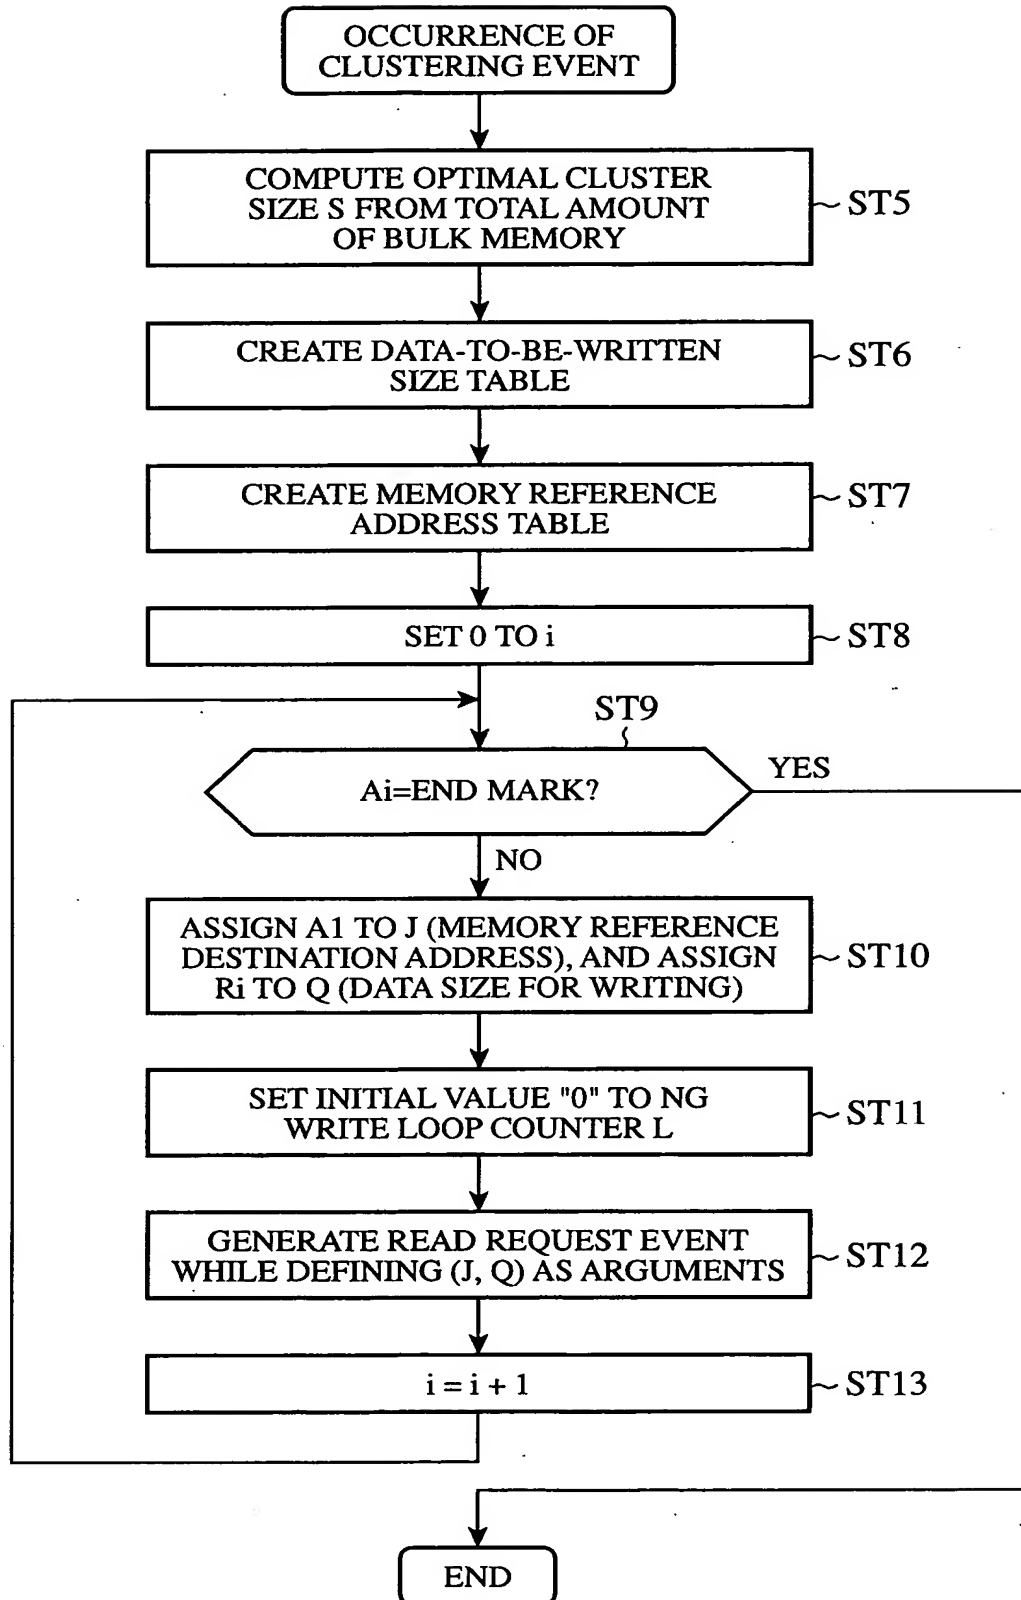 OCCURRENCE OF
CLUSTERING EVENT
COMPUTE OPTIMAL CLUSTER
SIZE S FROM TOTAL AMOUNT
OF BULK MEMORY
ST5
CREATE DATA-TO-BE-WRITTEN
SIZE TABLE
ST6
CREATE MEMORY REFERENCE
ADDRESS TABLE
ST7
SET 0 TO i
ST8
ST9
Ai=END MARK?
YES
NO
ASSIGN A1 TO J (MEMORY REFERENCE
DESTINATION ADDRESS), AND ASSIGN
Ri TO Q (DATA SIZE FOR WRITING)
ST10
SET INITIAL VALUE "0" TO NG
WRITE LOOP COUNTER L
ST11
GENERATE READ REQUEST EVENT
WHILE DEFINING (J, Q) AS ARGUMENTS
ST12
i = i + 1
ST13
END